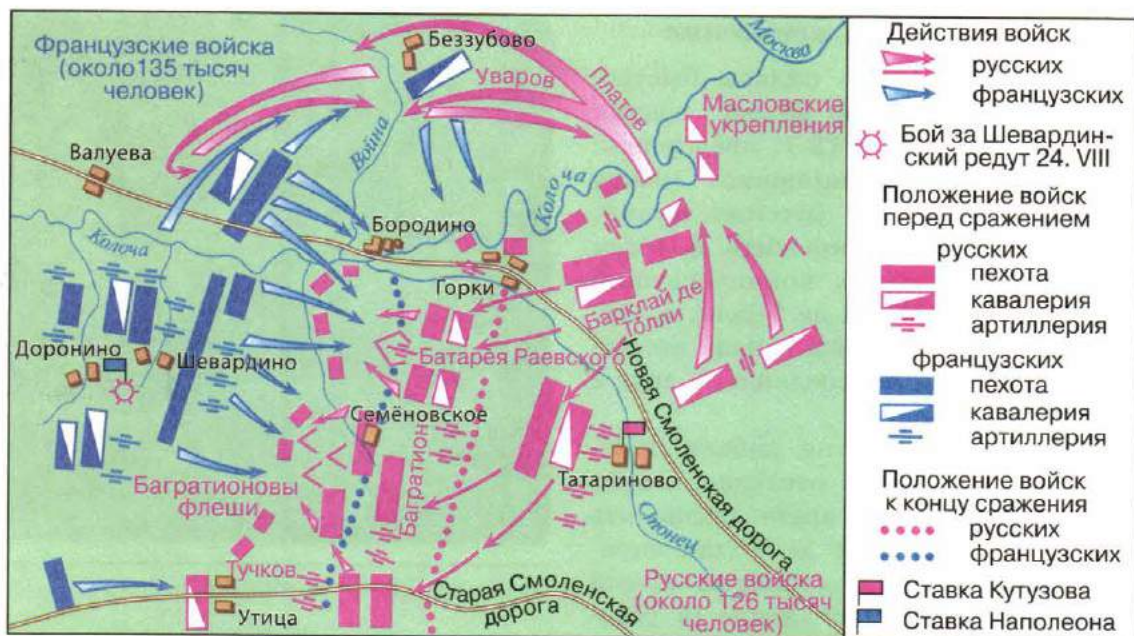 Французские войска
(около135 тысяч
человек)
Беззубово
Уваров
Платов
Москва
Масловские
укрепления
Война
Валуева
Колоча
Бородино
Колоча
Горки
Барклай де
Толли
Доронино
Шевардино
Батарея Раевского
Семёновское
Новая Смоленская дорога
Багратионовы
флеши
Багратион
Татариново
Стонец
Тучков
Утица
Старая Смоленская
дорога
Русские войска
(около 126 тысяч
человек)
Действия войск
русских
французских
Бой за Шевардин-
ский редут 24. VIII
Положение войск
перед сражением
русских
пехота
кавалерия
артиллерия
французских
пехота
кавалерия
артиллерия
Положение войск
к концу сражения
русских
французских
Ставка Кутузова
Ставка Наполеона